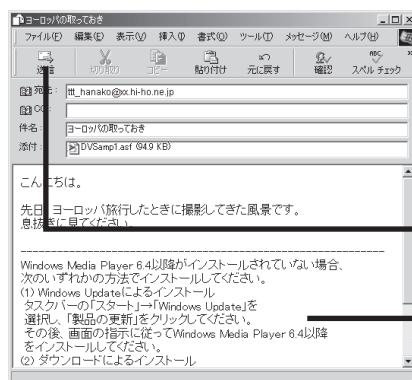 ヨーロッパの取っておき
ファイル(F) 編集(E) 表示(V) 挿入(I) 書式(O) ツール(T) メッセージ(M) ヘルプ(H)
送信 切り取り コピー 貼り付け 元に戻す 確認 スペル チェック
宛先: ttt_hanako@xx.hi-ho.ne.jp
CC:
件名: ヨーロッパの取っておき
添付: DVSamp1.asf (94.9 KB)
こんにちは。
先日、ヨーロッパ旅行したときに撮影してきた風景です。
息抜きに見てください。
Windows Media Player 6.4以降がインストールされていない場合、
次のいずれかの方法でインストールしてください。
(1) Windows Updateによるインストール
タスクバーの「スタート」→「Windows Update」を
選択し、「製品の更新」をクリックしてください。
その後、画面の指示に従ってWindows Media Player 6.4以降
をインストールしてください。
(2) ダウンロードによるインストール